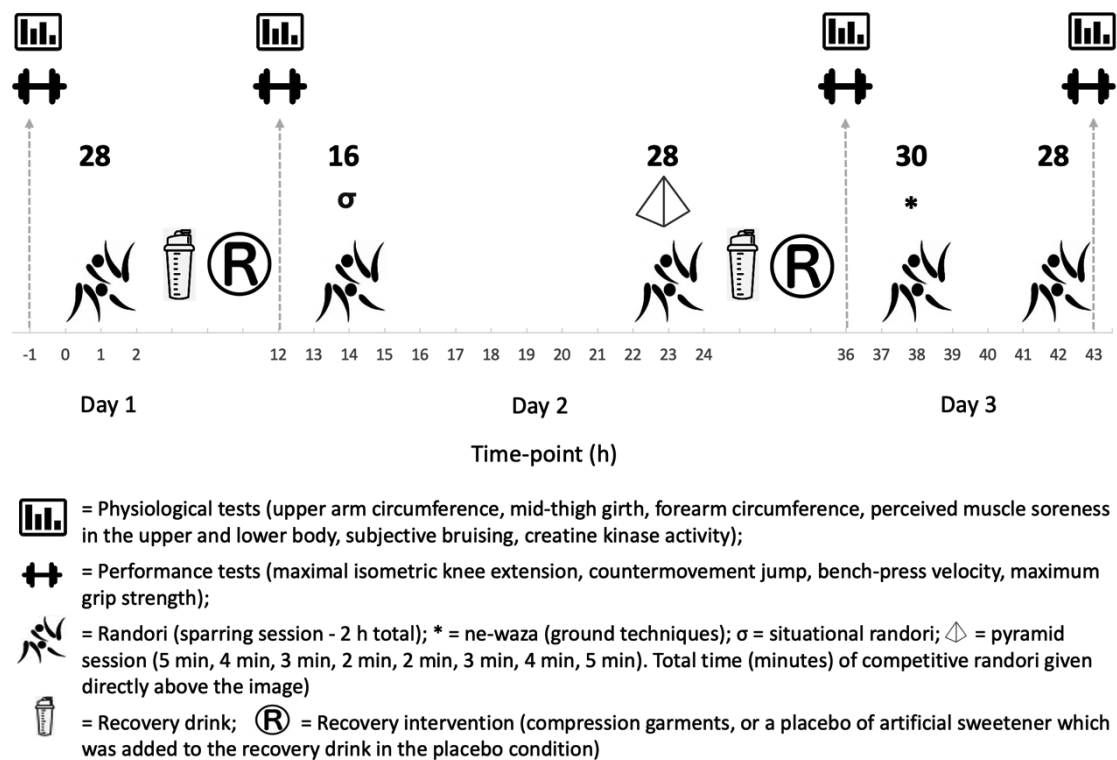 28 16 28 30 28
σ *
R R
-1 0 1 2 12 13 14 15 16 17 18 19 20 21 22 23 24 36 37 38 39 40 41 42 43
Day 1 Day 2 Day 3
Time-point (h)
= Physiological tests (upper arm circumference, mid-thigh girth, forearm circumference, perceived muscle soreness
in the upper and lower body, subjective bruising, creatine kinase activity);
= Performance tests (maximal isometric knee extension, countermovement jump, bench-press velocity, maximum
grip strength);
= Randori (sparring session - 2 h total); * = ne-waza (ground techniques); σ = situational randori; = pyramid
session (5 min, 4 min, 3 min, 2 min, 2 min, 3 min, 4 min, 5 min). Total time (minutes) of competitive randori given
directly above the image)
= Recovery drink; R = Recovery intervention (compression garments, or a placebo of artificial sweetener which
was added to the recovery drink in the placebo condition)